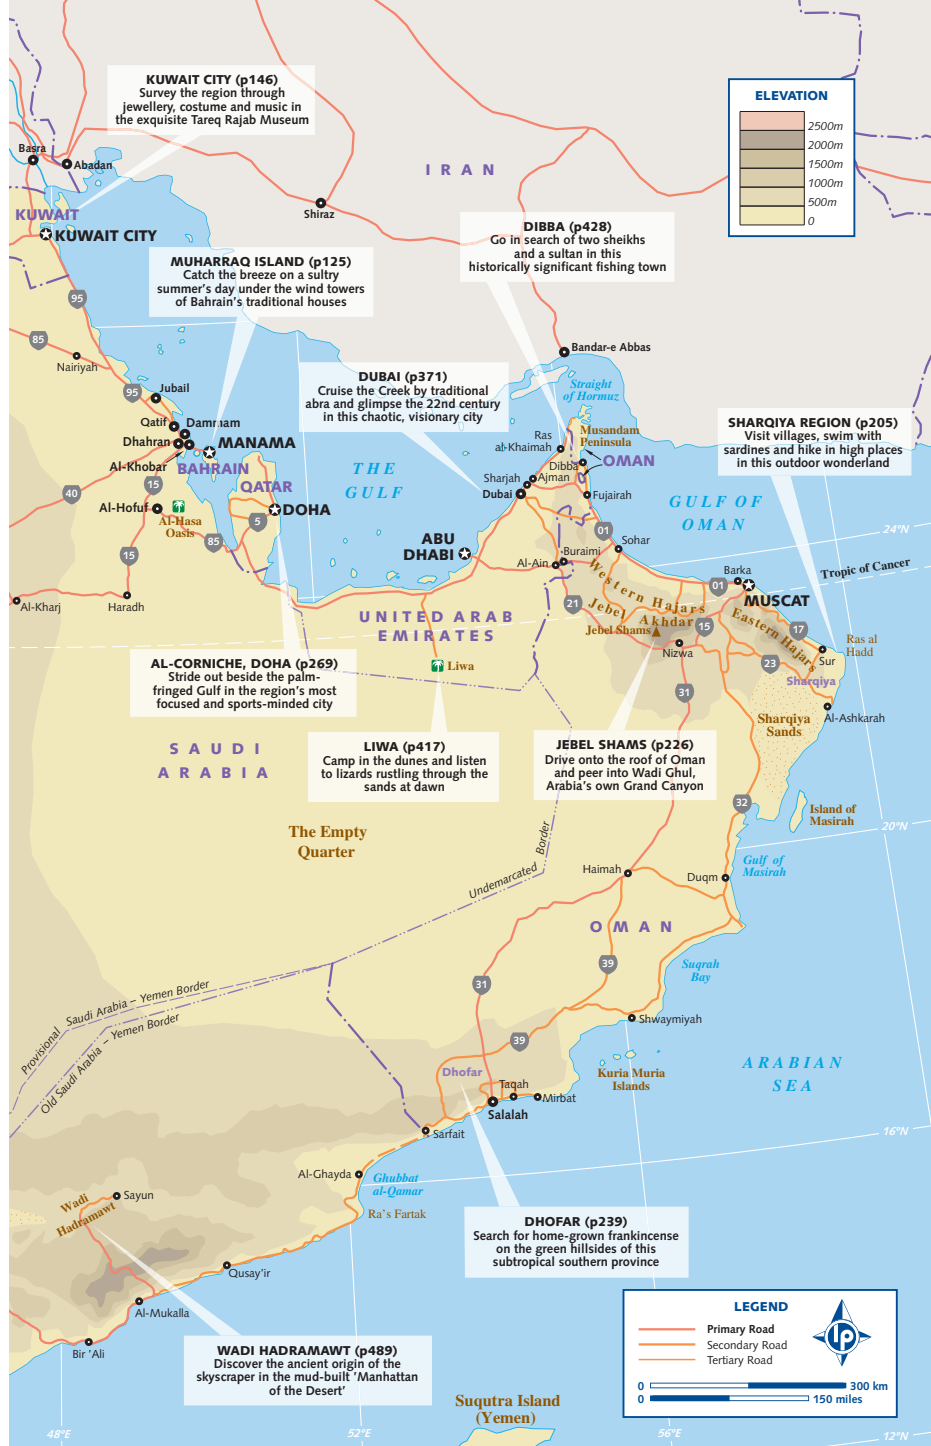 KUWAIT CITY (p146)
Survey the region through
jewellery, costume and music in
the exquisite Tareq Rajab Museum
ELEVATION
2500m
2000m
1500m
1000m
500m
0
Basra
Abadan
IRAN
Shiraz
KUWAIT
KUWAIT CITY
DIBBA (p428)
Go in search of two sheikhs
and a sultan in this
historically significant fishing town
MUHARRAQ ISLAND (p125)
Catch the breeze on a sultry
summer's day under the wind towers
of Bahrain's traditional houses
95
85
Nairiyah
Bandar-e Abbas
DUBAI (p371)
Cruise the Creek by traditional
abra and glimpse the 22nd century
in this chaotic, visionary city
Straight
of Hormuz
95
Jubail
Qatif
Dammam
Dhahran
MANAMA
Al-Khobar
BAHRAIN
SHARQIYA REGION (p205)
Visit villages, swim with
sardines and hike in high places
in this outdoor wonderland
Ras
al-Khaimah
Musandam
Peninsula
Dibba
OMAN
THE
GULF
QATAR
Sharjah
Ajman
Dubai
Fujairah
GULF OF
OMAN
40
15
Al-Hofuf
Al-Hasa
Oasis
5
DOHA
85
15
ABU
DHABI
01
Sohar
24°N
Tropic of Cancer
Buraimi
Al-Ain
Barka
01
MUSCAT
Al-Kharj
Haradh
UNITED ARAB
EMIRATES
21
Western Hajars
Jebel
Akhdar
15
Jebel Shams
Eastern Hajars
17
Nizwa
Ras al
Hadd
Sur
23
Sharqiya
AL-CORNICHE, DOHA (p269)
Stride out beside the palm-
fringed Gulf in the region's most
focused and sports-minded city
Liwa
31
Sharqiya
Sands
Al-Ashkarah
SAUDI
ARABIA
LIWA (p417)
Camp in the dunes and listen
to lizards rustling through the
sands at dawn
JEBEL SHAMS (p226)
Drive onto the roof of Oman
and peer into Wadi Ghul,
Arabia's own Grand Canyon
32
Island of
Masirah
20°N
The Empty
Quarter
Undemarcated Border
Haimah
Duqm
Gulf of
Masirah
OMAN
39
31
Suqrah
Bay
Provisional Saudi Arabia – Yemen Border
Old Saudi Arabia – Yemen Border
Shwaymiyah
39
Kuria Muria
Islands
ARABIAN
SEA
Dhofar
Taqah
Mirbat
Salalah
Sarfait
16°N
Al-Ghayda
Ghubbat
al-Qamar
Ra's Fartak
Wadi
Hadramawt
Sayun
DHOFAR (p239)
Search for home-grown frankincense
on the green hillsides of this
subtropical southern province
Qusay'ir
Al-Mukalla
Bir 'Ali
WADI HADRAMAWT (p489)
Discover the ancient origin of the
skyscraper in the mud-built 'Manhattan
of the Desert'
LEGEND
Primary Road
Secondary Road
Tertiary Road
lp
0 300 km
0 150 miles
Suqutra Island
(Yemen)
48°E
52°E
56°E
12°N